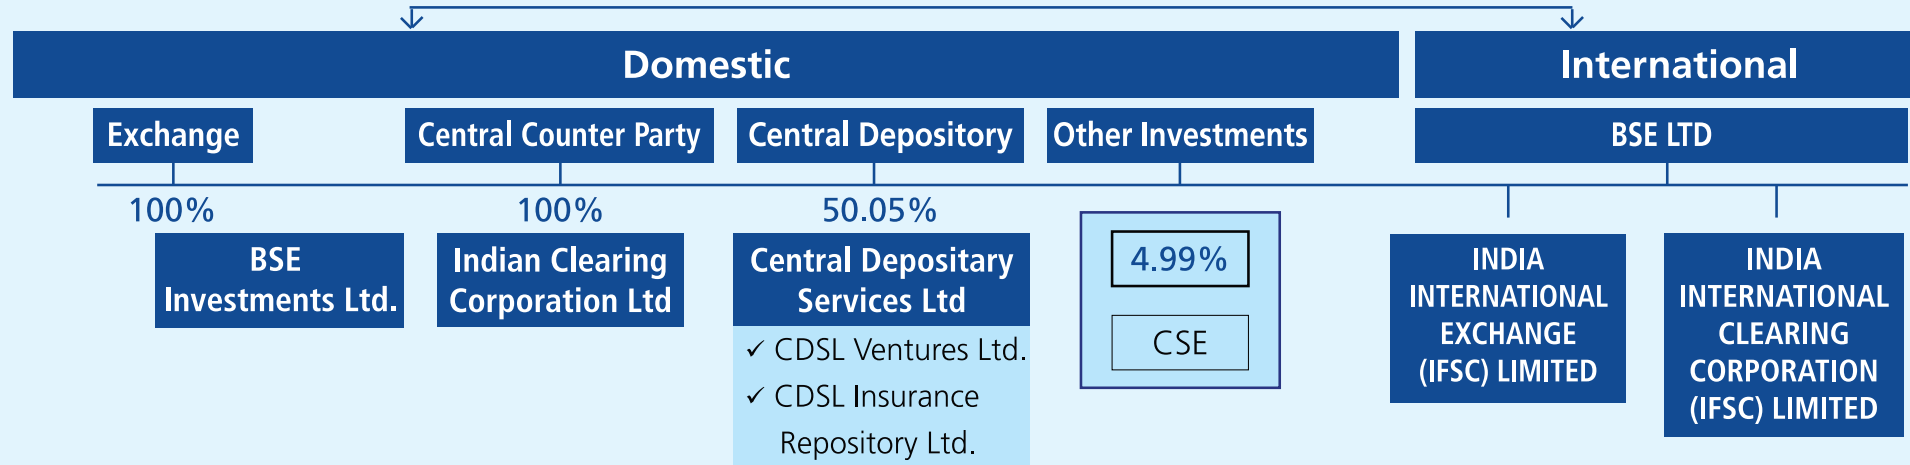 Domestic
International
Exchange
Central Counter Party
Central Depository
Other Investments
BSE LTD
100%
100%
50.05%
BSE
Investments Ltd.
Indian Clearing
Corporation Ltd
Central Depositary
Services Ltd
✓ CDSL Ventures Ltd.
✓ CDSL Insurance
Repository Ltd.
4.99%
CSE
INDIA
INTERNATIONAL
EXCHANGE
(IFSC) LIMITED
INDIA
INTERNATIONAL
CLEARING
CORPORATION
(IFSC) LIMITED